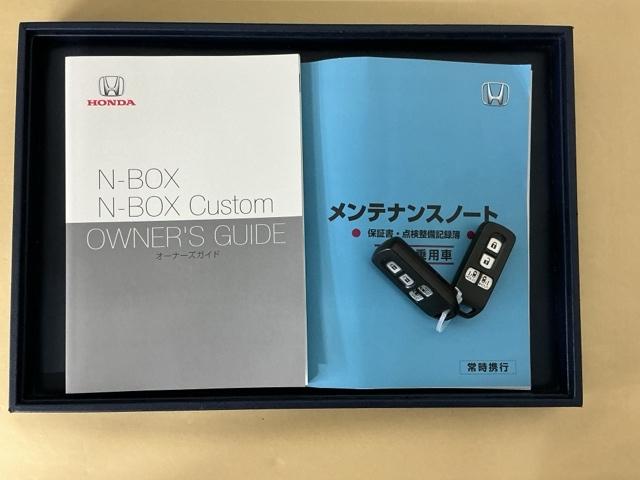 HONDA
N-BOX
N-BOX Custom
OWNER'S GUIDE
オーナーズガイド
メンテナンスノート
保証書・点検整備記録簿
乗用車
常時携行